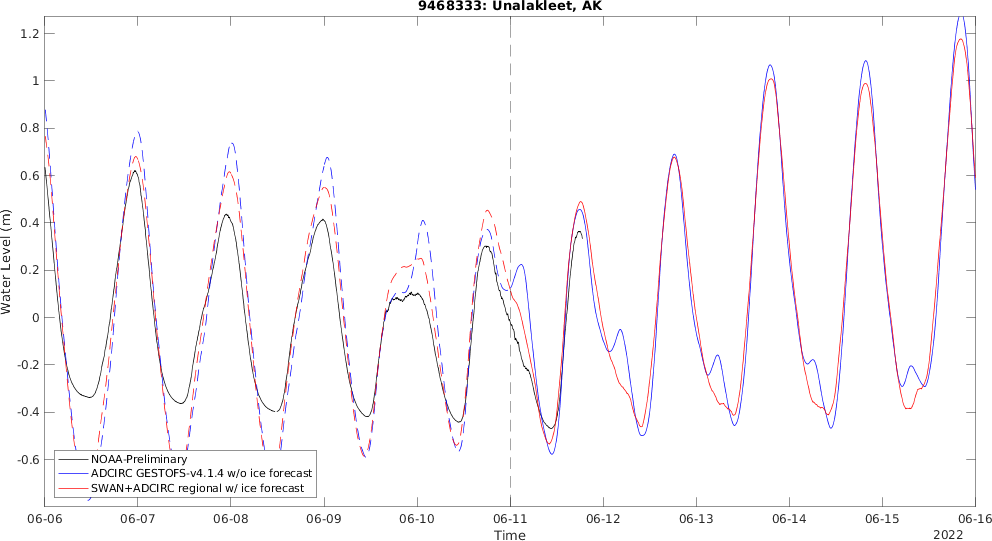 9468333: Unalakleet, AK
1.2
1
0.8
0.6
0.4
0.2
0
-0.2
-0.4
-0.6
Water Level (m)
NOAA-Preliminary
ADCIRC GESTOFS-v4.1.4 w/o ice forecast
SWAN+ADCIRC regional w/ ice forecast
06-06 06-07 06-08 06-09 06-10 06-11 06-12 06-13 06-14 06-15 06-16
Time
2022